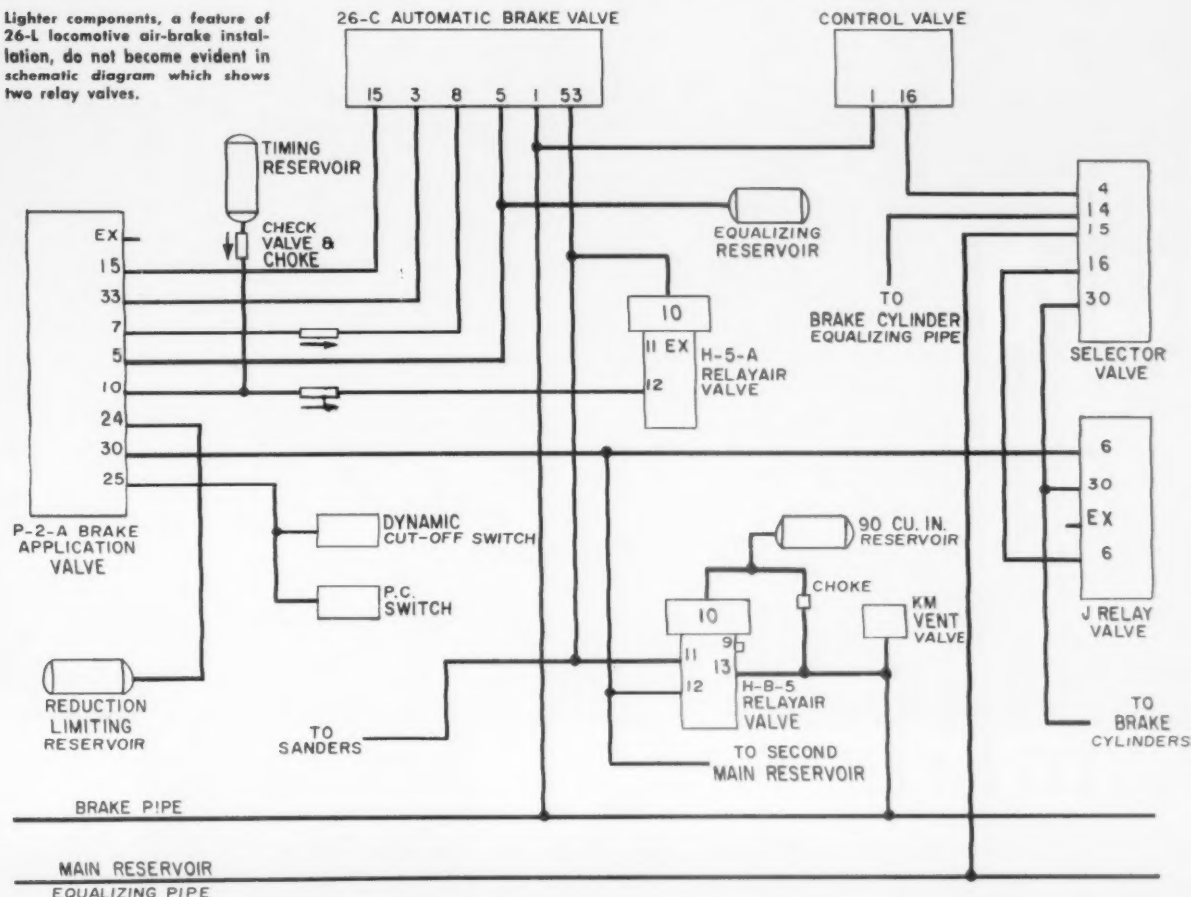 Lighter components, a feature of
26-L locomotive air-brake instal-
lation, do not become evident in
schematic diagram which shows
two relay valves.
26-C AUTOMATIC BRAKE VALVE
15 3 8 5 1 53
CONTROL VALVE
1 16
TIMING
RESERVOIR
CHECK
VALVE &
CHOKE
EX
15
33
7
5
10
24
30
25
P-2-A BRAKE
APPLICATION
VALVE
EQUALIZING
RESERVOIR
10
11 EX
12
H-5-A
RELAYAIR
VALVE
4
14
15
16
30
SELECTOR
VALVE
TO
BRAKE CYLINDER
EQUALIZING PIPE
6
30
EX
6
J RELAY
VALVE
DYNAMIC
CUT-OFF SWITCH
P.C.
SWITCH
90 CU. IN.
RESERVOIR
CHOKE
KM
VENT
VALVE
10
9
11
13
12
H-B-5
RELAYAIR
VALVE
REDUCTION
LIMITING
RESERVOIR
TO
SANDERS
TO SECOND
MAIN RESERVOIR
TO
BRAKE
CYLINDERS
BRAKE PIPE
MAIN RESERVOIR
EQUALIZING PIPE